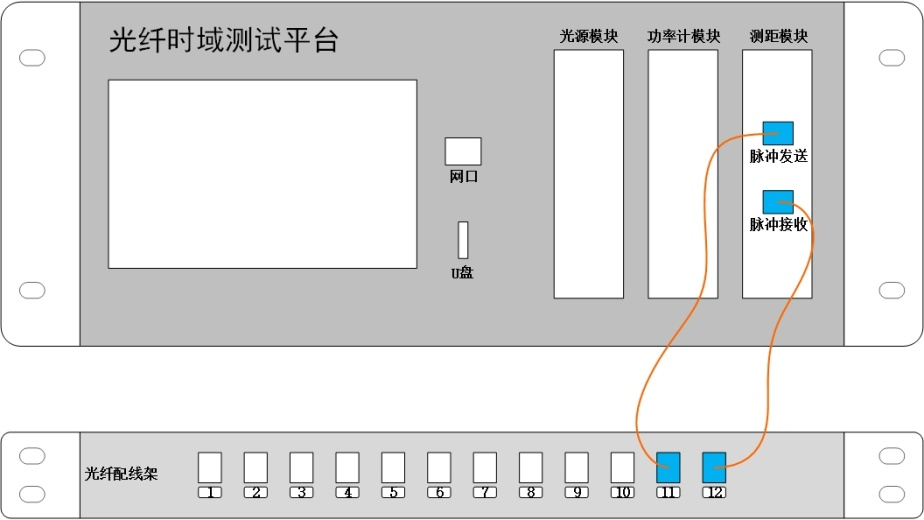 光纤时域测试平台
光源模块
功率计模块
测距模块
网口
U盘
脉冲发送
脉冲接收
光纤配线架
1 2 3 4 5 6 7 8 9 10 11 12